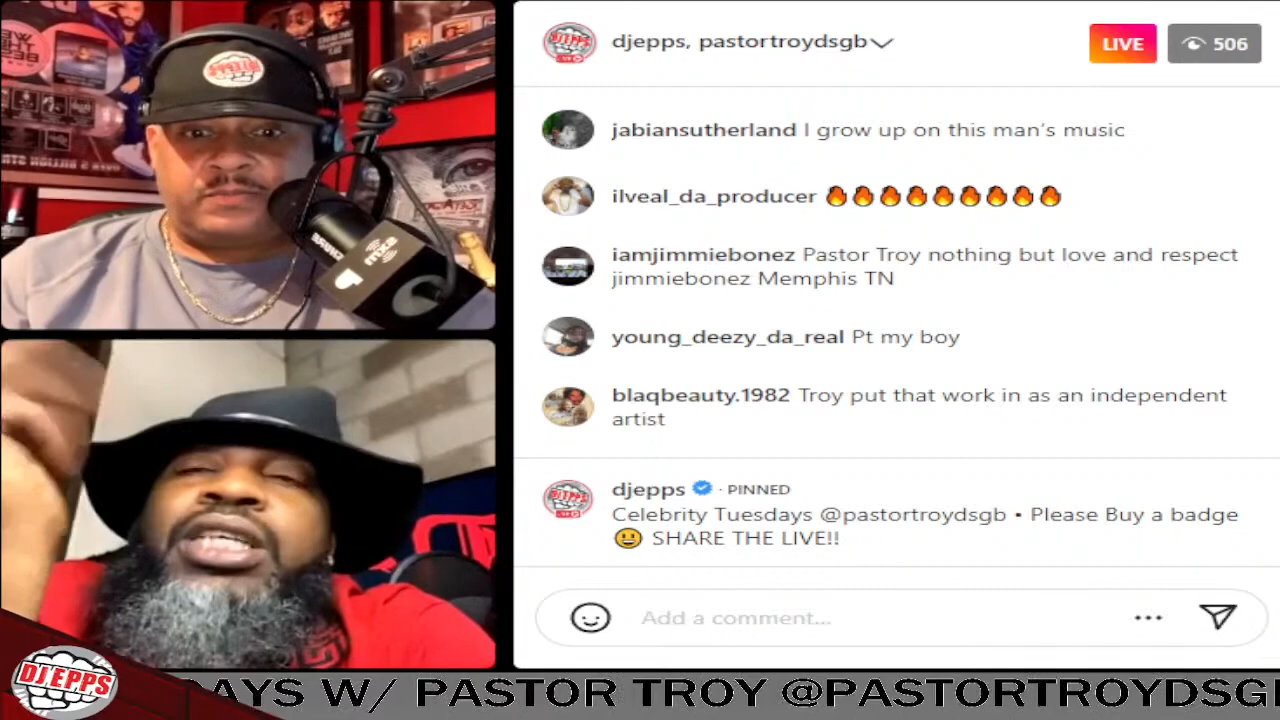 djepps, pastortroydsgb
LIVE
506
jabiansutherland I grow up on this man's music
ilveal_da_producer 🔥🔥🔥🔥🔥🔥🔥🔥🔥
iamjimmiebonez Pastor Troy nothing but love and respect
jimmiebonez Memphis TN
young_deezy_da_real Pt my boy
blaqbeauty.1982 Troy put that work in as an independent
artist
djepps · PINNED
Celebrity Tuesdays @pastortroydsgb • Please Buy a badge
😀 SHARE THE LIVE!!
Add a comment...
DJ EPPS
AYS W/ PASTOR TROY @PASTORTROYDSG